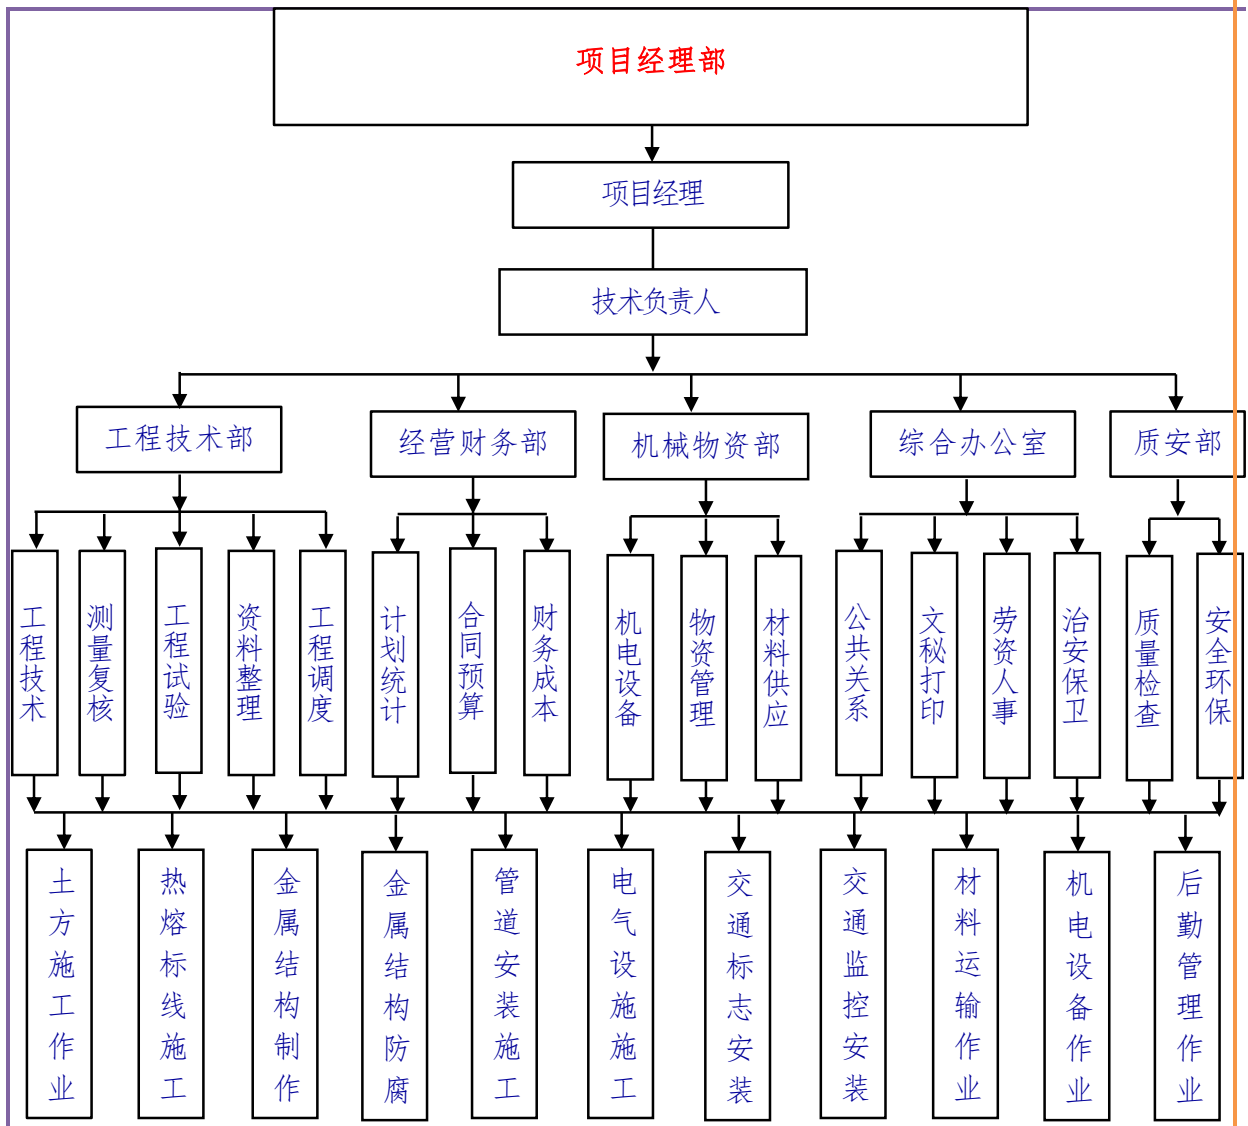 项目经理部
项目经理
技术负责人
工程技术部
经营财务部
机械物资部
综合办公室
质安部
工程技术
测量复核
工程试验
资料整理
工程调度
计划统计
合同预算
财务成本
机电设备
物资管理
材料供应
公共关系
文秘打印
劳资人事
治安保卫
质量检查
安全环保
土方施工作业
热熔标线施工
金属结构制作
金属结构防腐
管道安装施工
电气设施施工
交通标志安装
交通监控安装
材料运输作业
机电设备作业
后勤管理作业